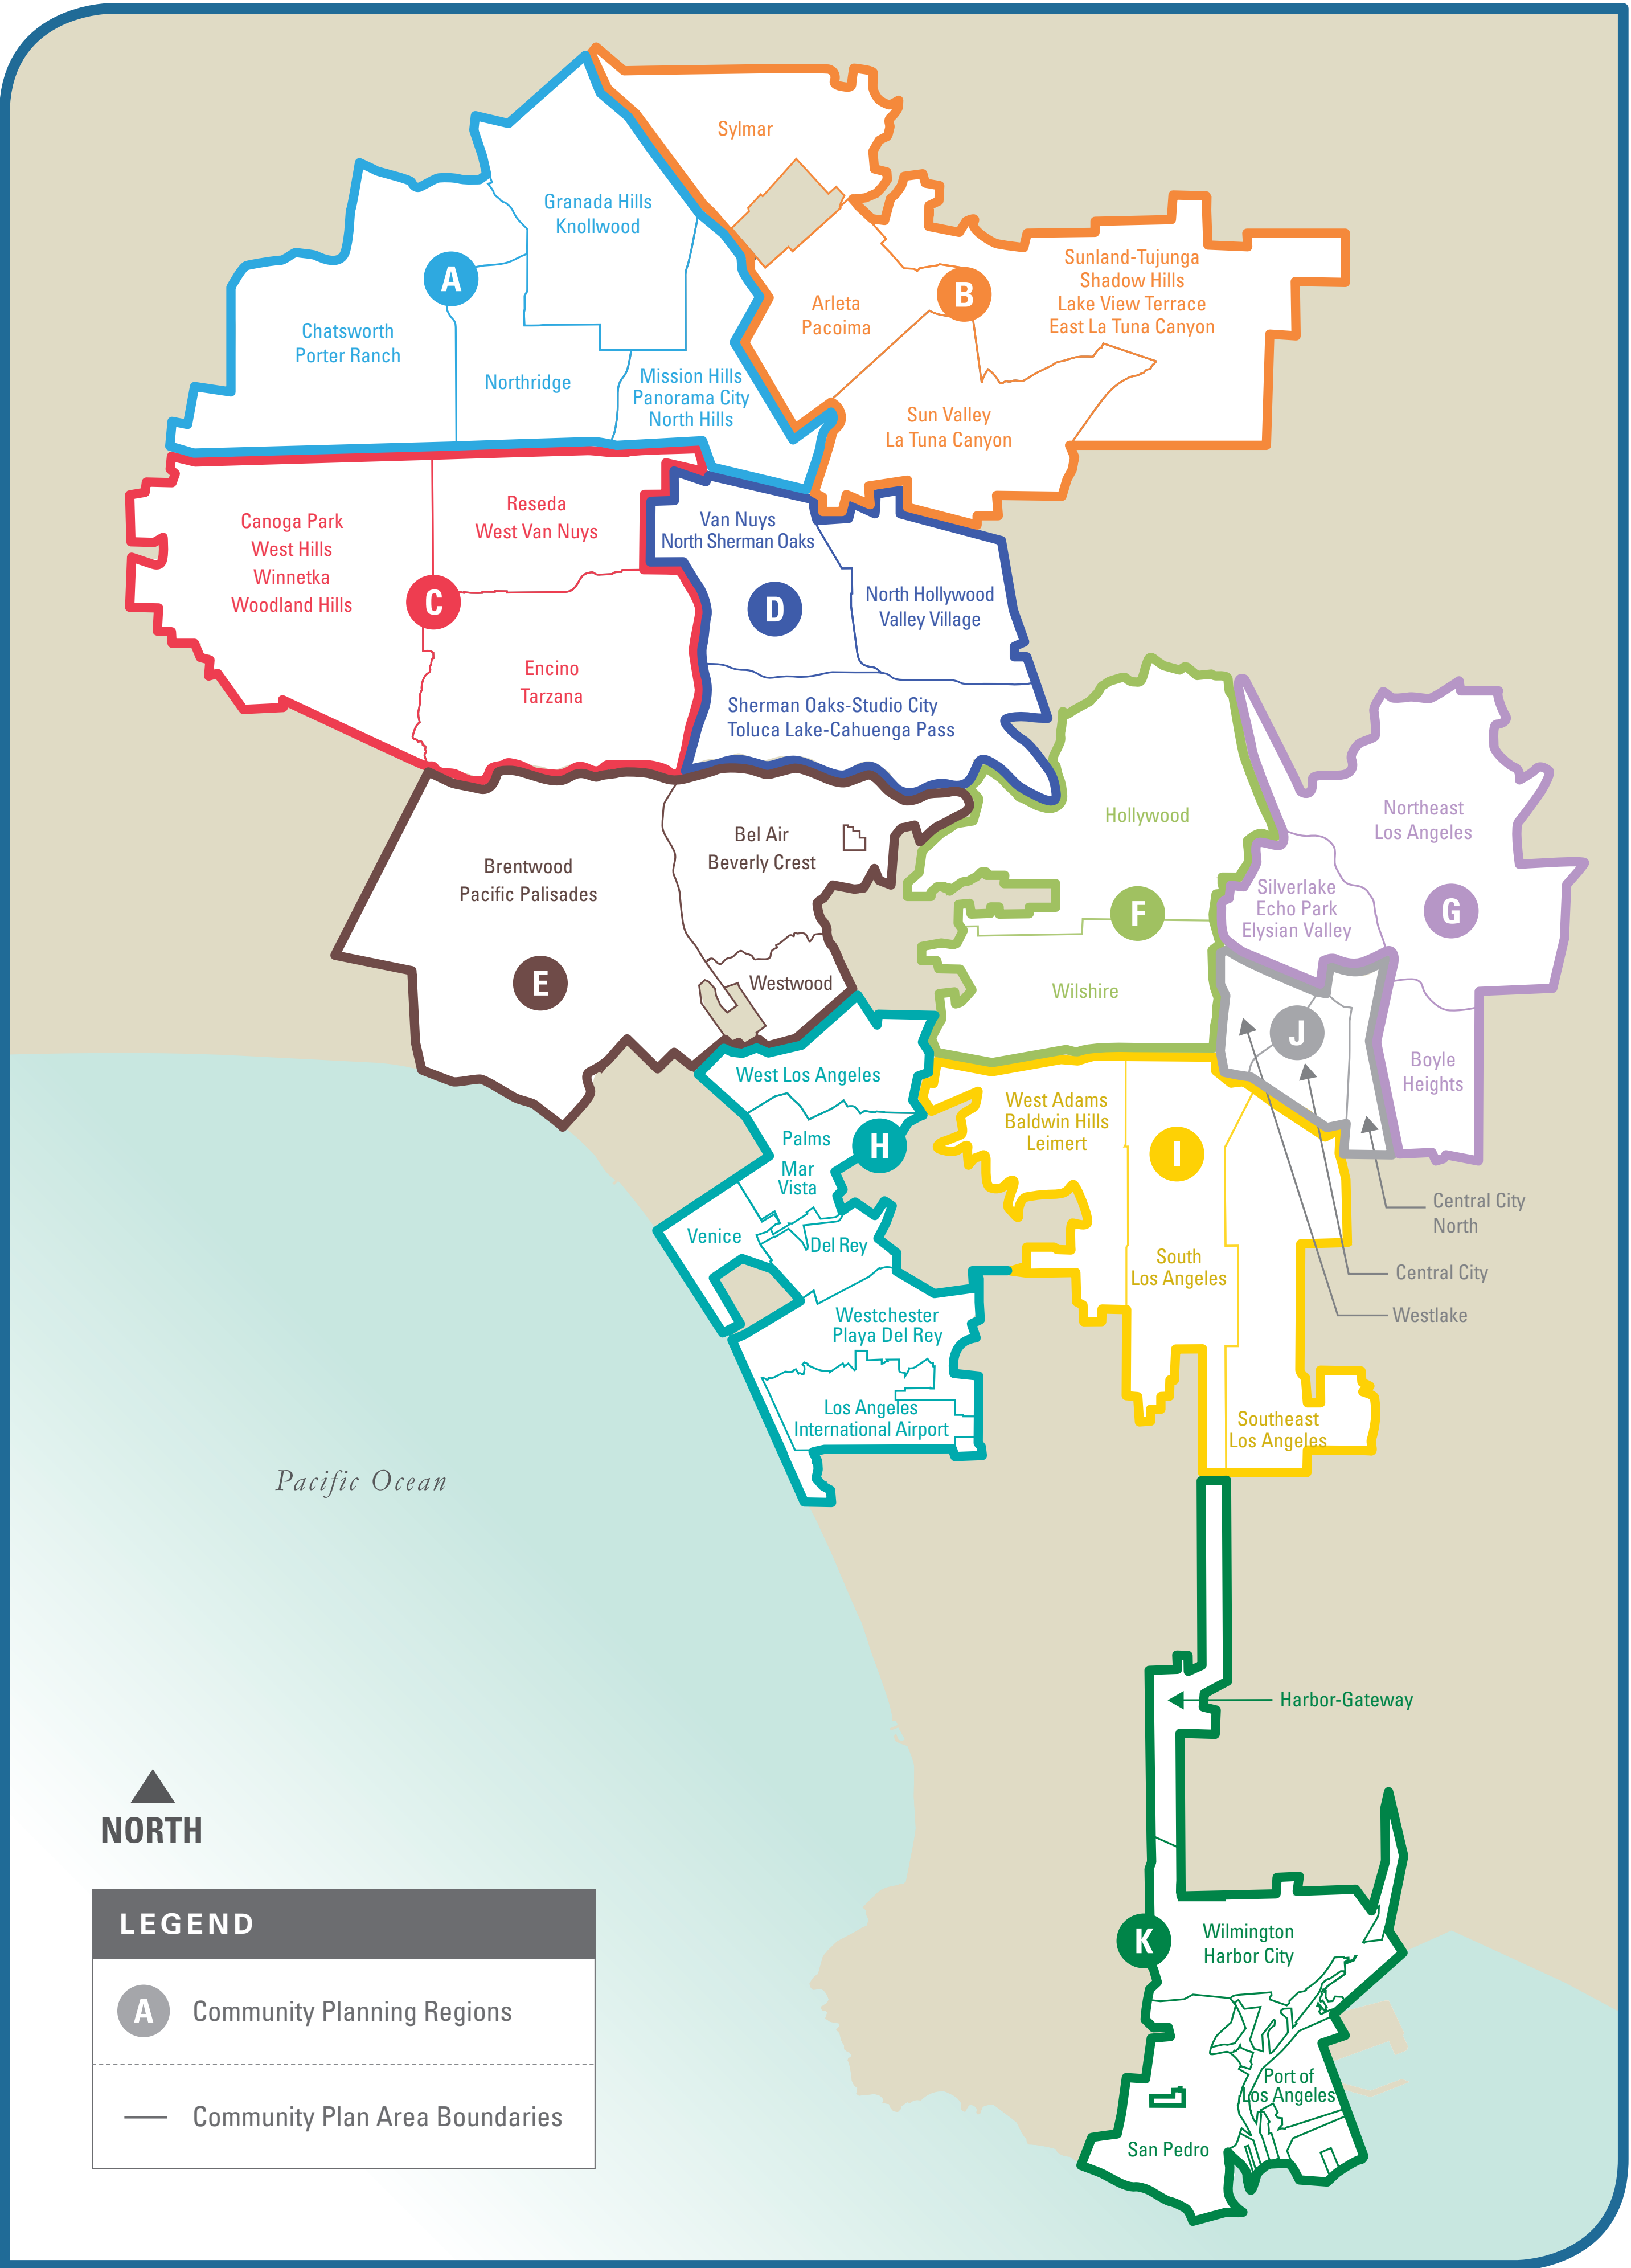 Sylmar
Granada Hills
Knollwood
A
Chatsworth
Porter Ranch
Northridge
Mission Hills
Panorama City
North Hills
B
Arleta
Pacoima
Sunland-Tujunga
Shadow Hills
Lake View Terrace
East La Tuna Canyon
Sun Valley
La Tuna Canyon
Canoga Park
West Hills
Winnetka
Woodland Hills
Reseda
West Van Nuys
C
Encino
Tarzana
Van Nuys
North Sherman Oaks
D
North Hollywood
Valley Village
Sherman Oaks-Studio City
Toluca Lake-Cahuenga Pass
Brentwood
Pacific Palisades
Bel Air
Beverly Crest
E
Westwood
Hollywood
F
Wilshire
Northeast
Los Angeles
Silverlake
Echo Park
Elysian Valley
G
J
Boyle
Heights
West Los Angeles
Palms
Mar
Vista
H
Venice
Del Rey
Westchester
Playa Del Rey
Los Angeles
International Airport
West Adams
Baldwin Hills
Leimert
I
South
Los Angeles
Southeast
Los Angeles
Central City
North
Central City
Westlake
Pacific Ocean
Harbor-Gateway
K
Wilmington
Harbor City
Port of
Los Angeles
San Pedro
NORTH
LEGEND
A Community Planning Regions
Community Plan Area Boundaries